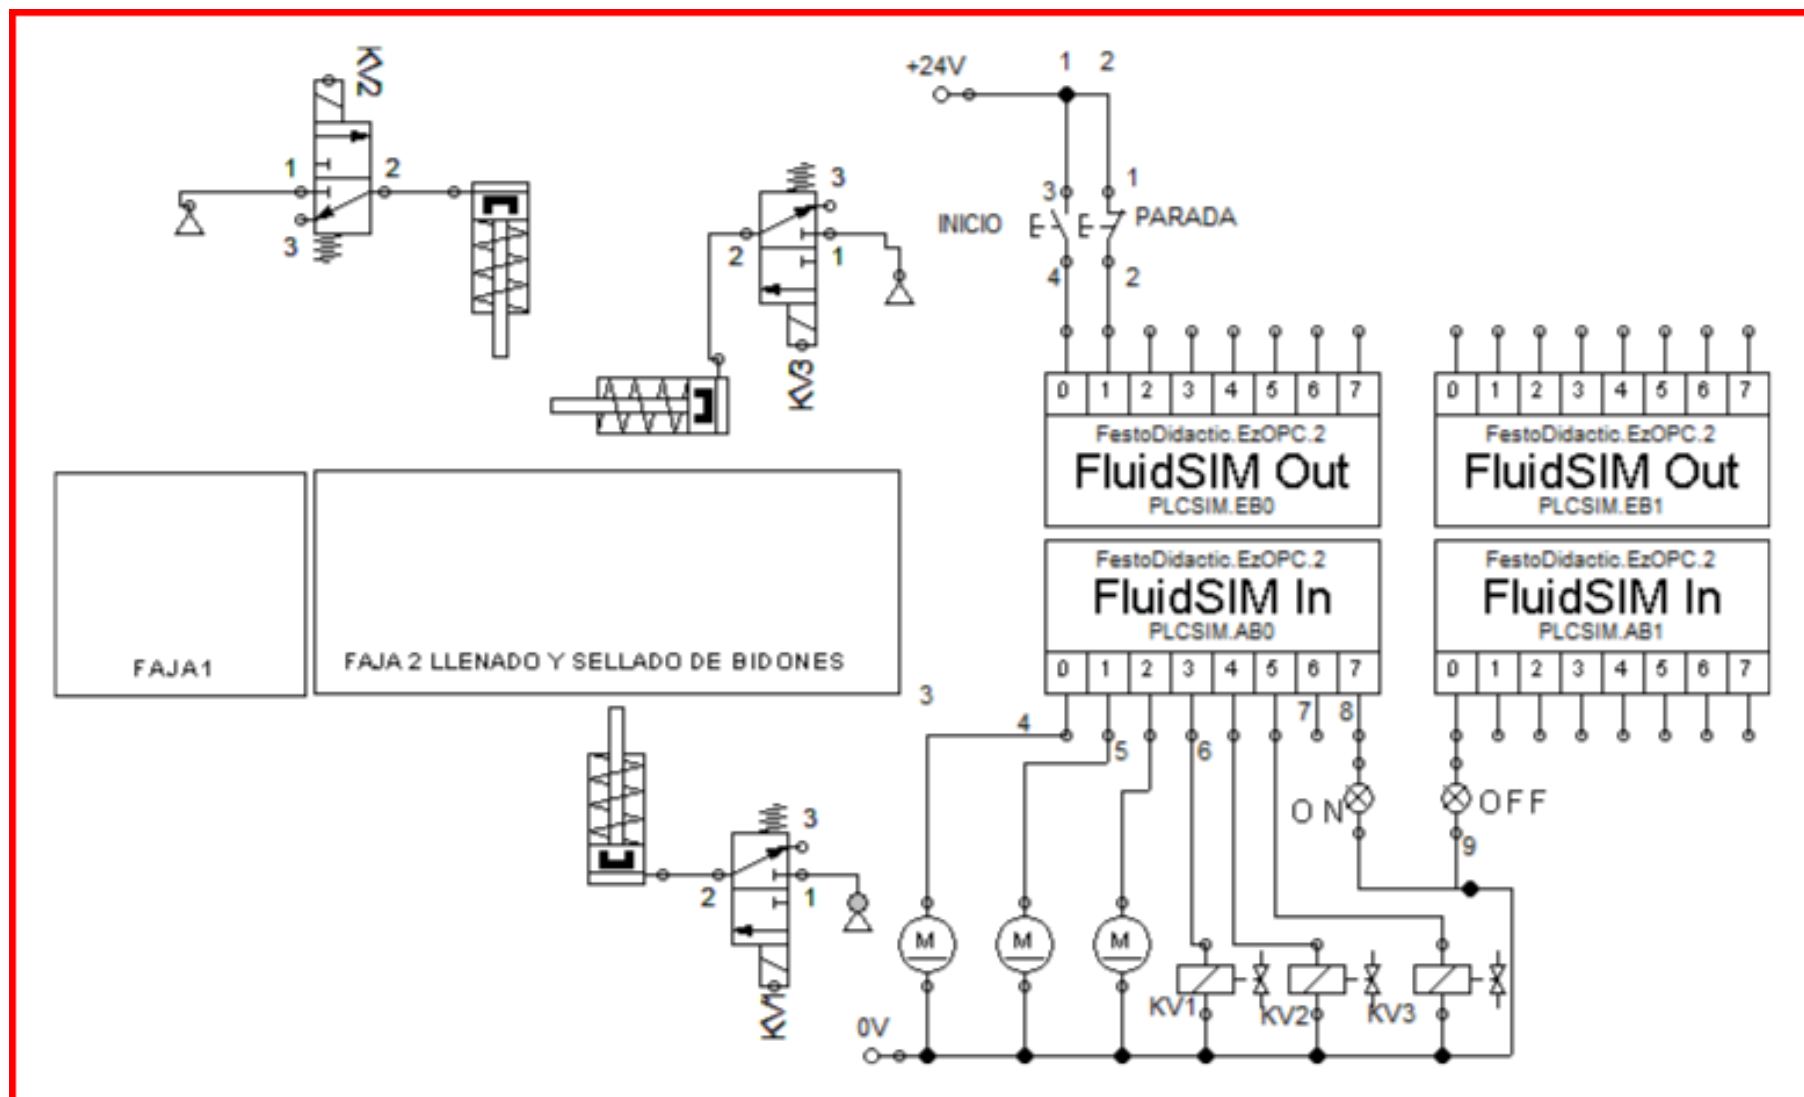 KV2
1 2
3
3
2 1
KV3
+24V 1 2
3 1
INICIO PARADA
4 2
0 1 2 3 4 5 6 7
FestoDidactic.EzOPC.2
FluidSIM Out
PLCSIM.EB0
FestoDidactic.EzOPC.2
FluidSIM In
PLCSIM.AB0
0 1 2 3 4 5 6 7
0 1 2 3 4 5 6 7
FestoDidactic.EzOPC.2
FluidSIM Out
PLCSIM.EB1
FestoDidactic.EzOPC.2
FluidSIM In
PLCSIM.AB1
0 1 2 3 4 5 6 7
FAJA1
FAJA 2 LLENADO Y SELLADO DE BIDONES
3
2 1
KV1
3 4 5 6 7 8
ON OFF
9
M M M
KV1 KV2 KV3
0V